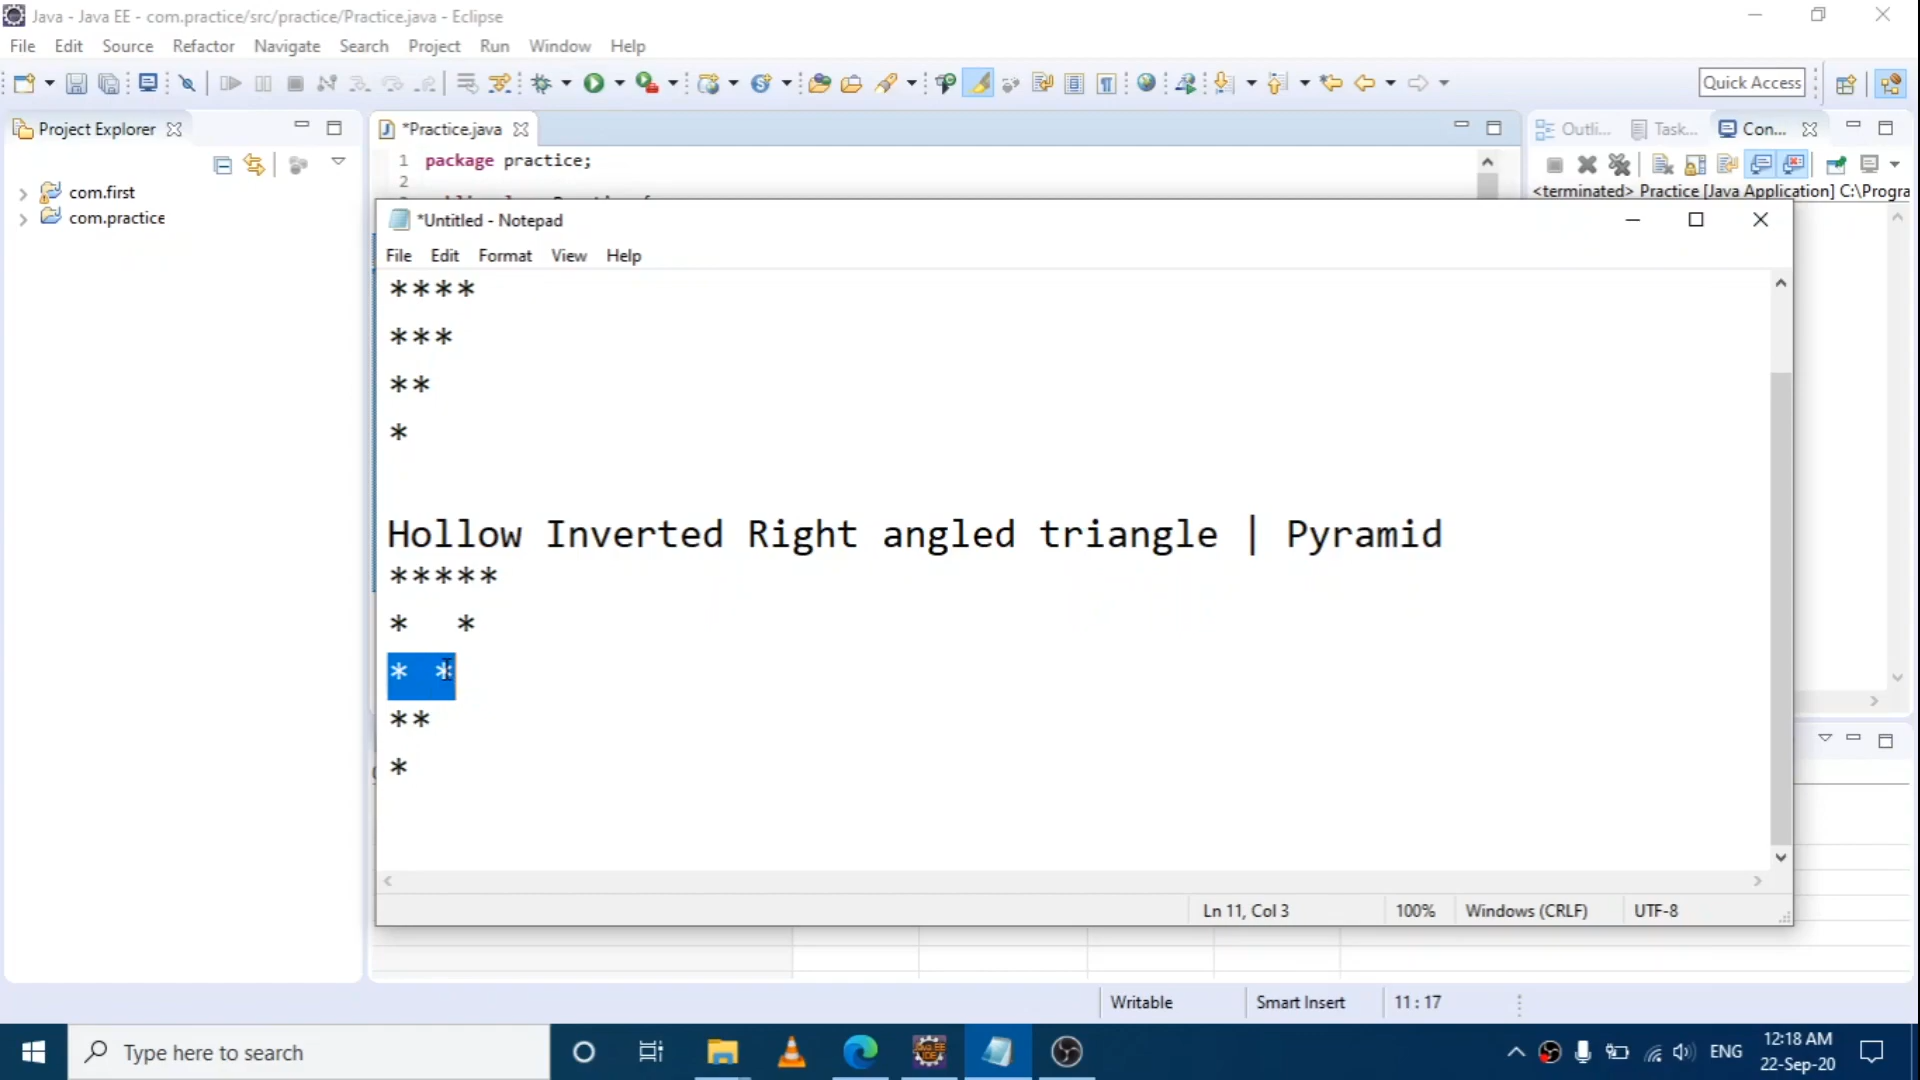 Java - Java EE - com.practice/src/practice/Practice.java - Eclipse
File Edit Source Refactor Navigate Search Project Run Window Help
Quick Access
Project Explorer
*Practice.java
Outli... Task... Con...
1 package practice;
2
<terminated> Practice [Java Application] C:\Progra
com.first
com.practice
*Untitled - Notepad
File Edit Format View Help
****
***
**
*
Hollow Inverted Right angled triangle | Pyramid
*****
*  *
* *
**
*
Ln 11, Col 3 100% Windows (CRLF) UTF-8
Writable Smart Insert 11 : 17
Type here to search
ENG
12:18 AM
22-Sep-20